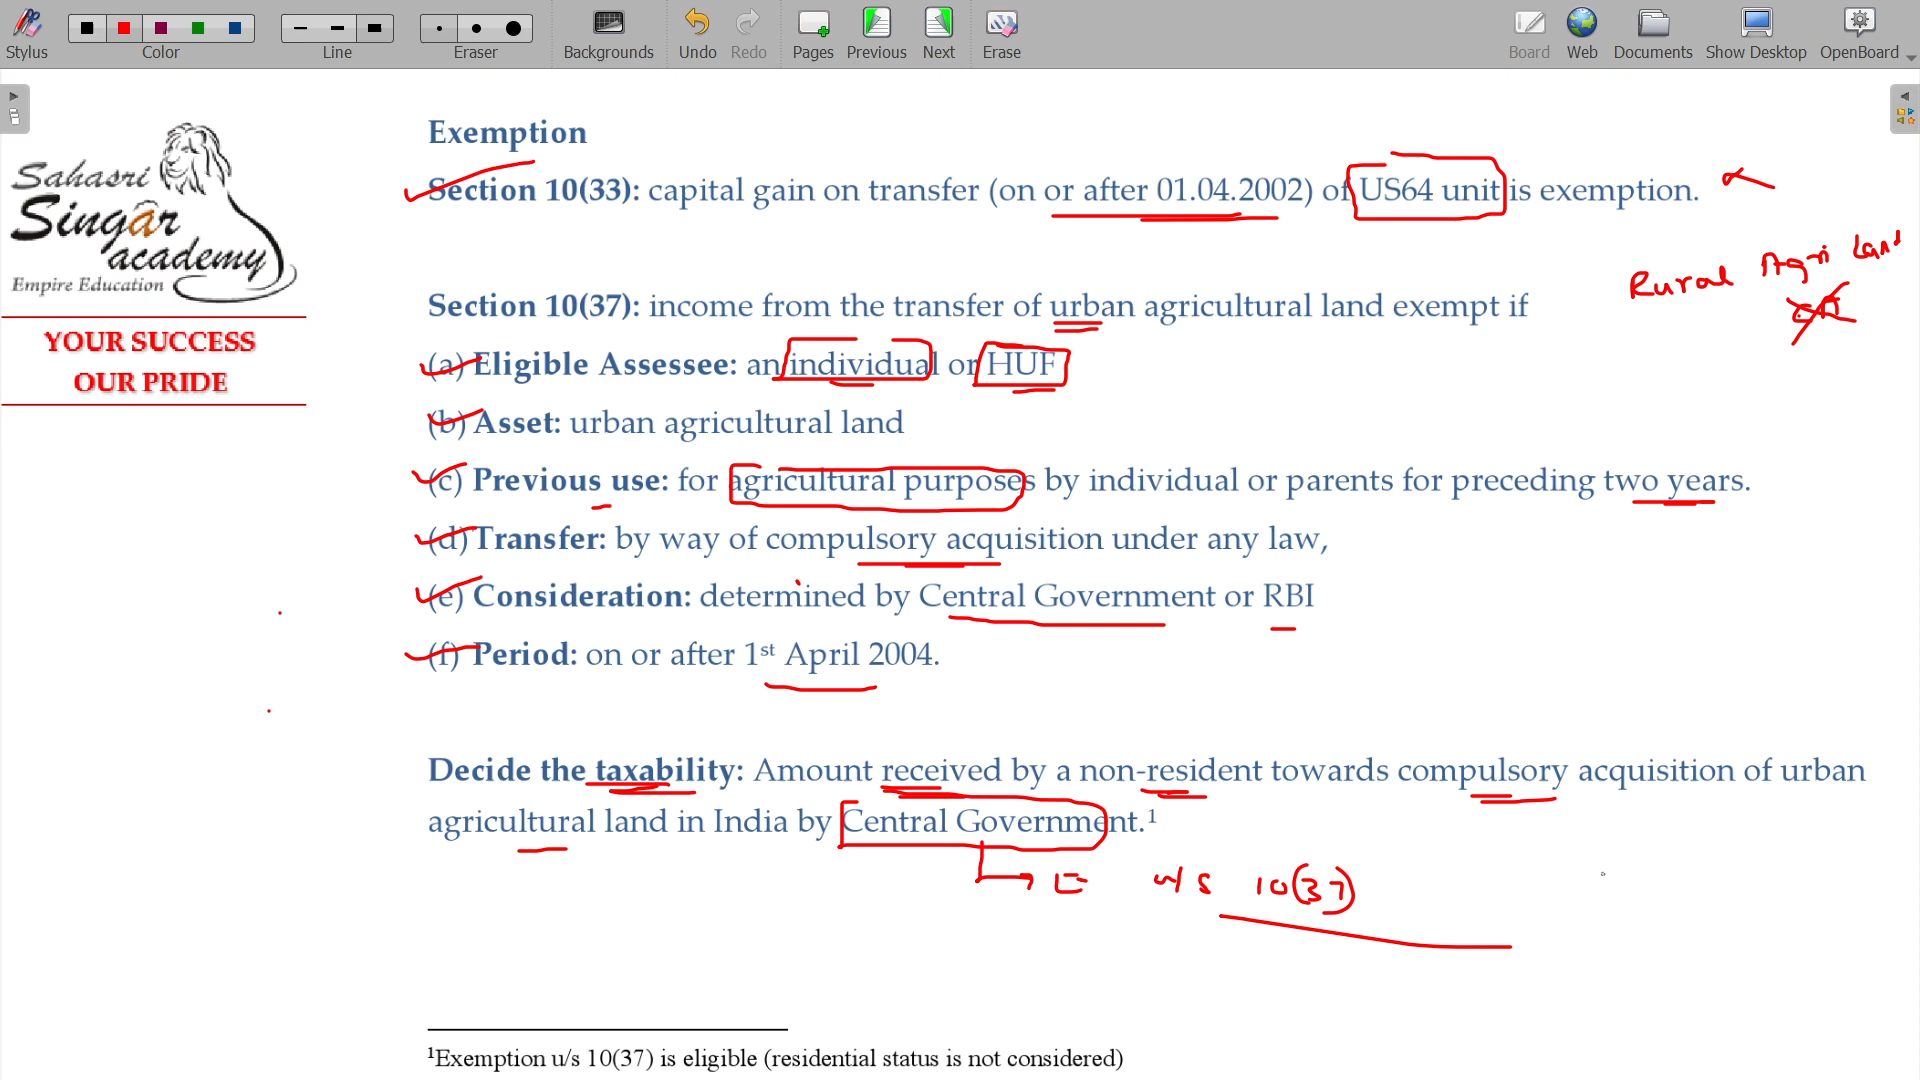 Stylus
Color
Line
Eraser
Backgrounds
Undo
Redo
Pages
Previous
Next
Erase
Board
Web
Documents
Show Desktop
OpenBoard
Sahasri
Singar
academy
Empire Education
YOUR SUCCESS
OUR PRIDE
Exemption
Section 10(33): capital gain on transfer (on or after 01.04.2002) of US64 unit is exemption.
Rural Agri Land
CA
Section 10(37): income from the transfer of urban agricultural land exempt if
(a) Eligible Assessee: an individual or HUF
(b) Asset: urban agricultural land
(c) Previous use: for agricultural purposes by individual or parents for preceding two years.
(d) Transfer: by way of compulsory acquisition under any law,
(e) Consideration: determined by Central Government or RBI
(f) Period: on or after 1st April 2004.
Decide the taxability: Amount received by a non-resident towards compulsory acquisition of urban
agricultural land in India by Central Government.¹
E u/s 10(37)
¹Exemption u/s 10(37) is eligible (residential status is not considered)